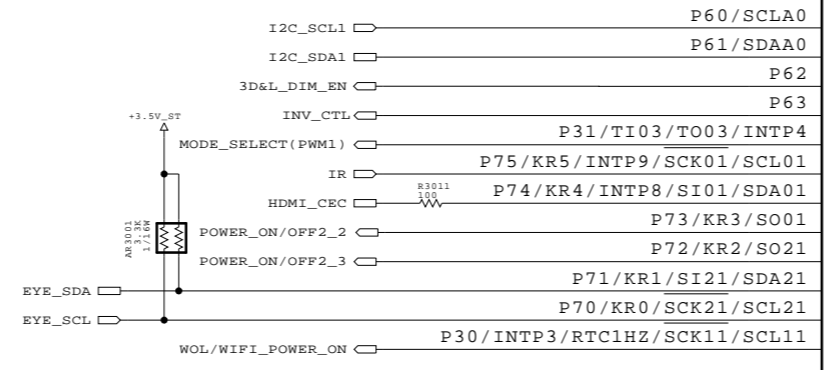 P60/SCLA0
I2C_SCL1
P61/SDAA0
I2C_SDA1
P62
3D&L_DIM_EN
P63
INV_CTL
+3.5V_ST
P31/TI03/TO03/INTP4
MODE_SELECT(PWM1)
P75/KR5/INTP9/SCK01/SCL01
IR
R3011
100
P74/KR4/INTP8/SI01/SDA01
HDMI_CEC
P73/KR3/SO01
AR3001
3.3K
1/16W
POWER_ON/OFF2_2
P72/KR2/SO21
POWER_ON/OFF2_3
P71/KR1/SI21/SDA21
EYE_SDA
P70/KR0/SCK21/SCL21
EYE_SCL
P30/INTP3/RTC1HZ/SCK11/SCL11
WOL/WIFI_POWER_ON